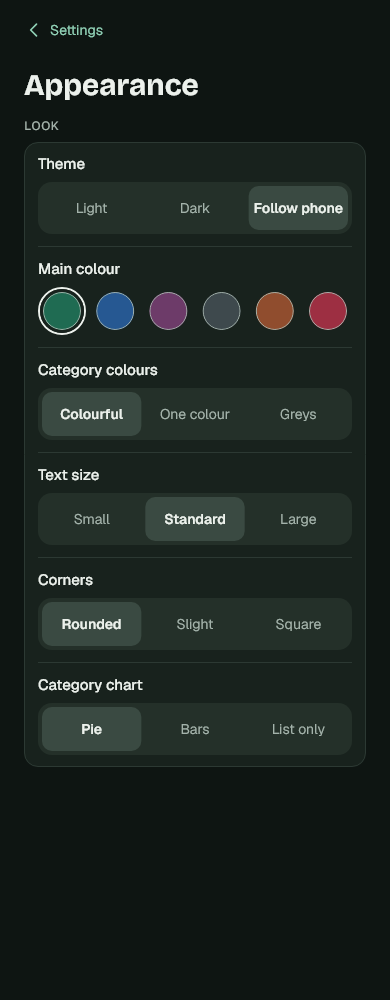 Settings
Appearance
LOOK
Theme
Light Dark Follow phone
Main colour
Category colours
Colourful One colour Greys
Text size
Small Standard Large
Corners
Rounded Slight Square
Category chart
Pie Bars List only